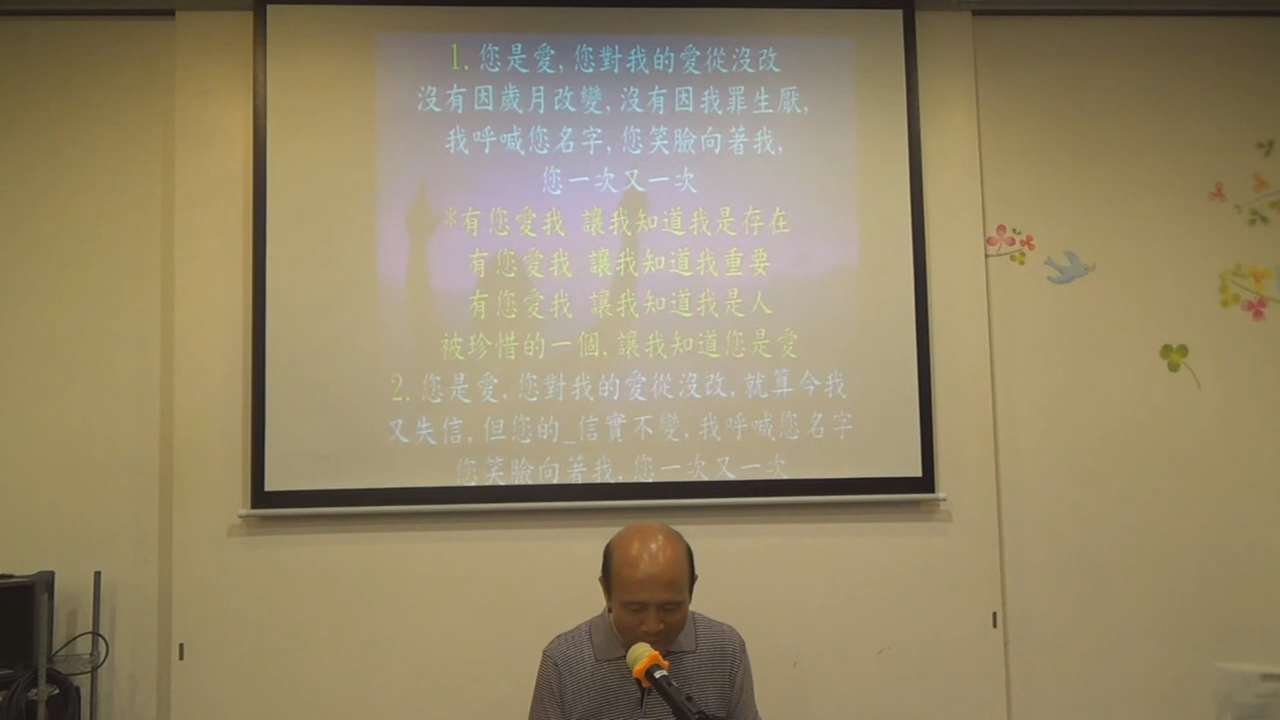 1. 您是愛, 您對我的愛從沒改
沒有因歲月改變, 沒有因我罪生厭,
我呼喊您名字, 您笑臉向著我,
您一次又一次
*有您愛我 讓我知道我是存在
有您愛我 讓我知道我重要
有您愛我 讓我知道我是人
被珍惜的一個, 讓我知道您是愛
2. 您是愛, 您對我的愛從沒改, 就算今我
又失信, 但您的_信實不變, 我呼喊您名字
您笑臉向著我, 您一次又一次